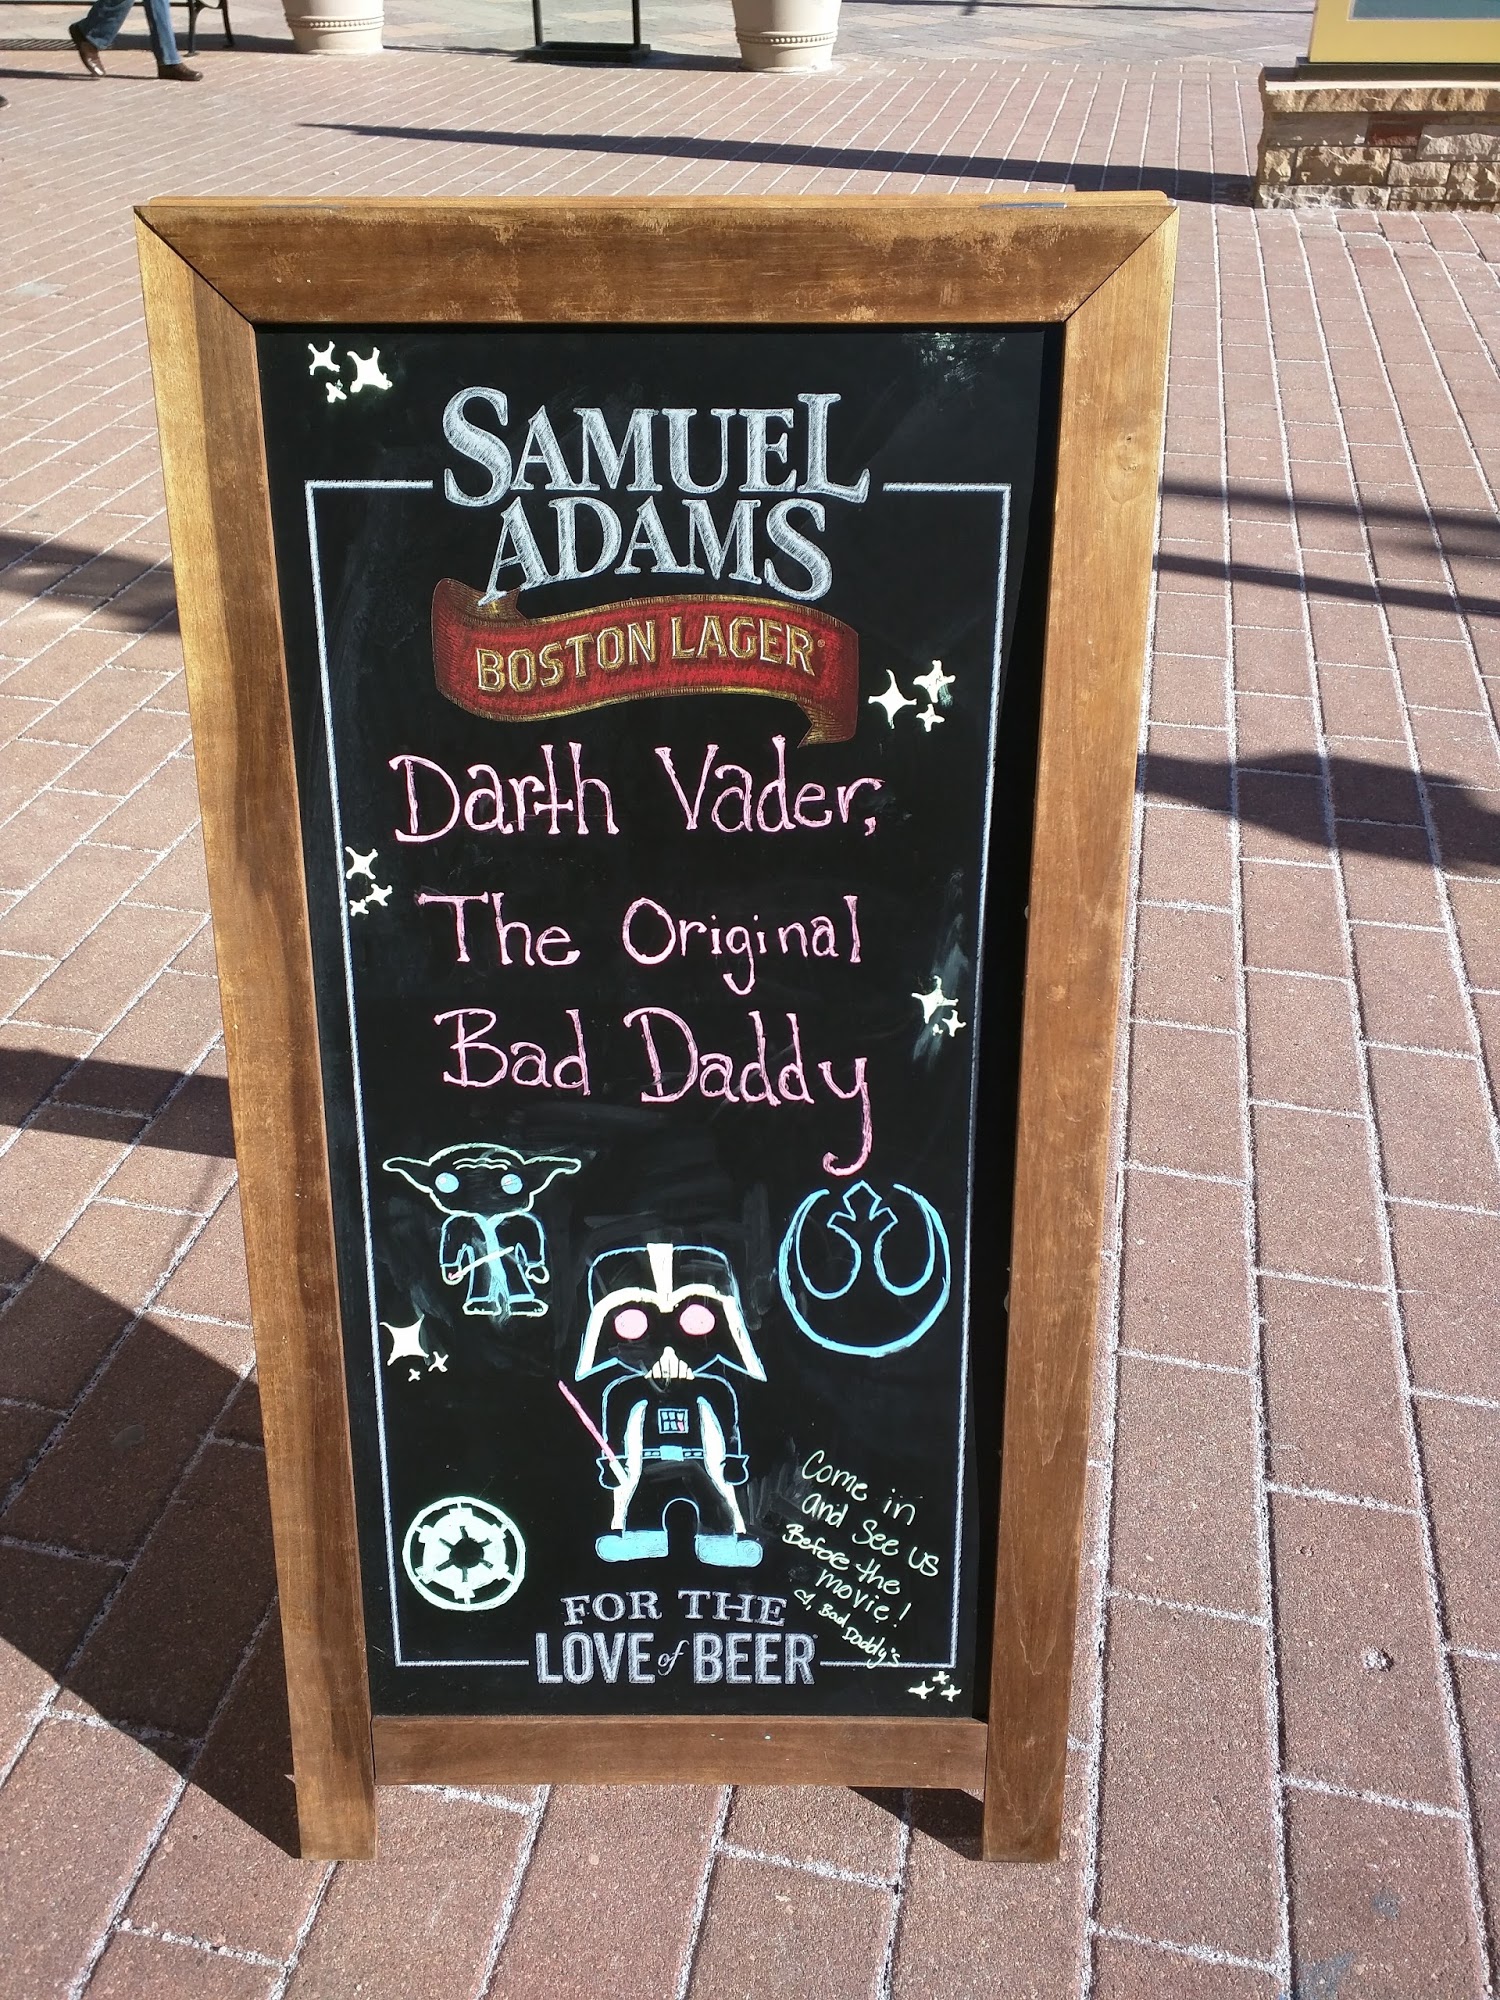 SAMUEL
ADAMS
BOSTON LAGER®
Darth Vader,
The Original
Bad Daddy
Come in
and see us
Before the
movie!
♡, Bad Daddy's
FOR THE
LOVE of BEER